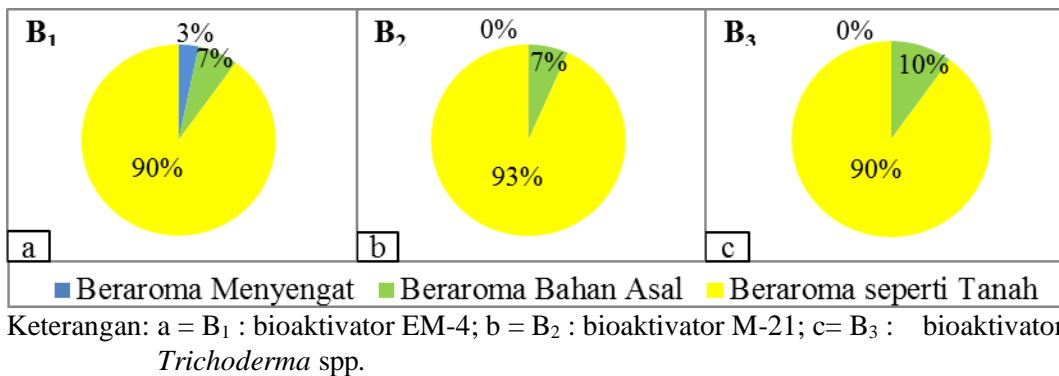 B₁
3%
7%
90%
a
B₂
0%
7%
93%
b
B₃
0%
10%
90%
c
Beraroma Menyengat Beraroma Bahan Asal Beraroma seperti Tanah
Keterangan: a = B₁ : bioaktivator EM-4; b = B₂ : bioaktivator M-21; c= B₃ : bioaktivator
Trichoderma spp.